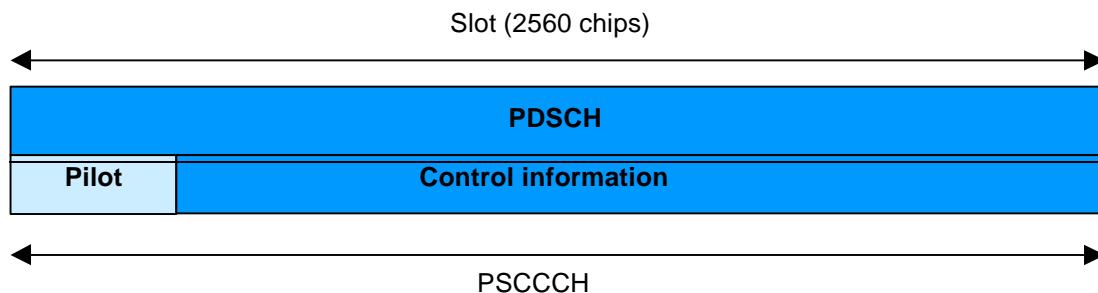 Slot (2560 chips)
PDSCH
Pilot Control information
PSCCCH